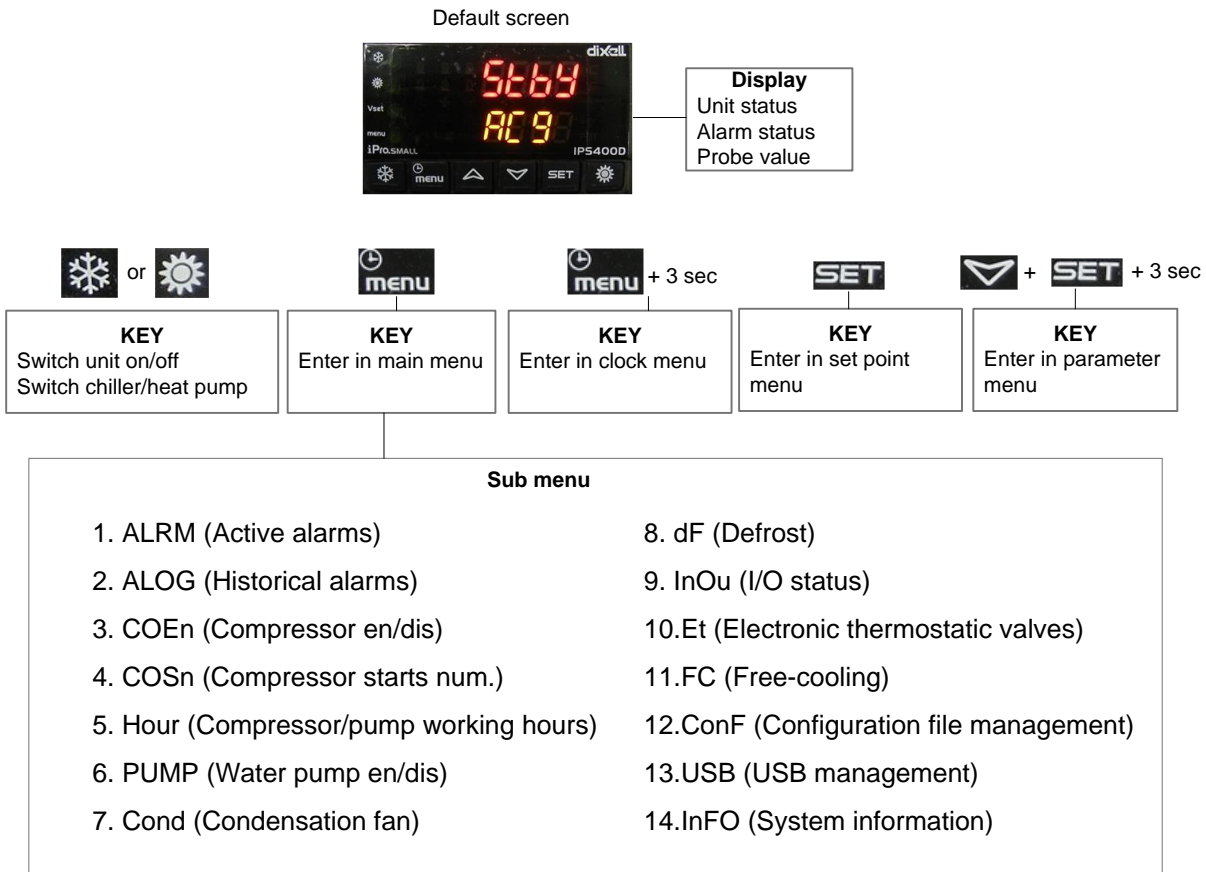 Default screen
dixell
Stby
AC9
Vset
menu
iPro.SMALL
IPS400D
menu
SET
Display
Unit status
Alarm status
Probe value
or
menu
menu + 3 sec
SET
+ SET + 3 sec
KEY
Switch unit on/off
Switch chiller/heat pump
KEY
Enter in main menu
KEY
Enter in clock menu
KEY
Enter in set point
menu
KEY
Enter in parameter
menu
Sub menu
1. ALRM (Active alarms)
2. ALOG (Historical alarms)
3. COEn (Compressor en/dis)
4. COSn (Compressor starts num.)
5. Hour (Compressor/pump working hours)
6. PUMP (Water pump en/dis)
7. Cond (Condensation fan)
8. dF (Defrost)
9. InOu (I/O status)
10.Et (Electronic thermostatic valves)
11.FC (Free-cooling)
12.ConF (Configuration file management)
13.USB (USB management)
14.InFO (System information)